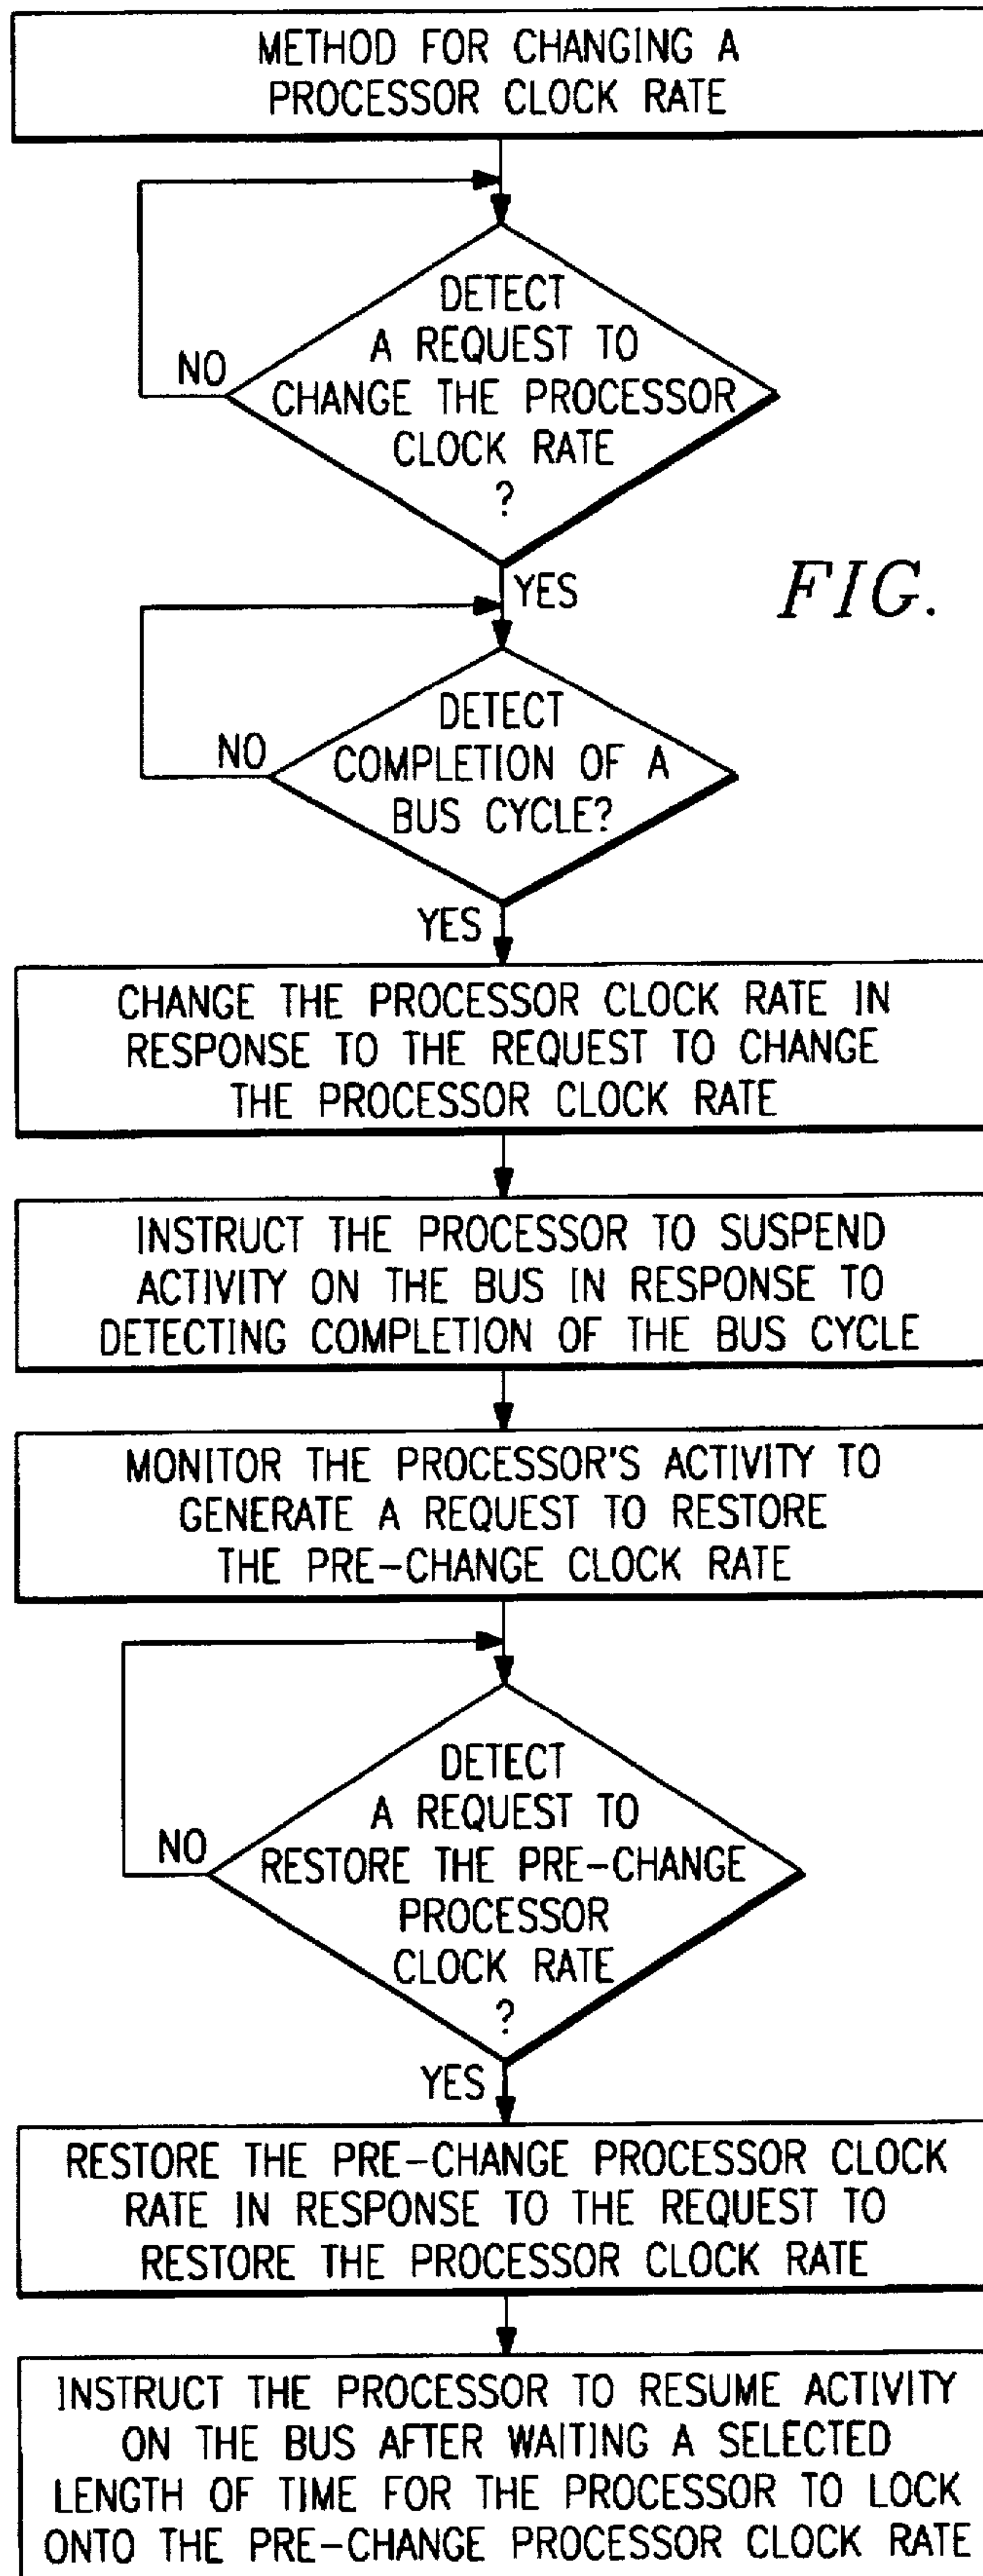 METHOD FOR CHANGING A
PROCESSOR CLOCK RATE
DETECT
A REQUEST TO
CHANGE THE PROCESSOR
CLOCK RATE
?
NO
YES
FIG.
DETECT
COMPLETION OF A
BUS CYCLE?
NO
YES
CHANGE THE PROCESSOR CLOCK RATE IN
RESPONSE TO THE REQUEST TO CHANGE
THE PROCESSOR CLOCK RATE
INSTRUCT THE PROCESSOR TO SUSPEND
ACTIVITY ON THE BUS IN RESPONSE TO
DETECTING COMPLETION OF THE BUS CYCLE
MONITOR THE PROCESSOR'S ACTIVITY TO
GENERATE A REQUEST TO RESTORE
THE PRE-CHANGE CLOCK RATE
DETECT
A REQUEST TO
RESTORE THE PRE-CHANGE
PROCESSOR
CLOCK RATE
?
NO
YES
RESTORE THE PRE-CHANGE PROCESSOR CLOCK
RATE IN RESPONSE TO THE REQUEST TO
RESTORE THE PROCESSOR CLOCK RATE
INSTRUCT THE PROCESSOR TO RESUME ACTIVITY
ON THE BUS AFTER WAITING A SELECTED
LENGTH OF TIME FOR THE PROCESSOR TO LOCK
ONTO THE PRE-CHANGE PROCESSOR CLOCK RATE